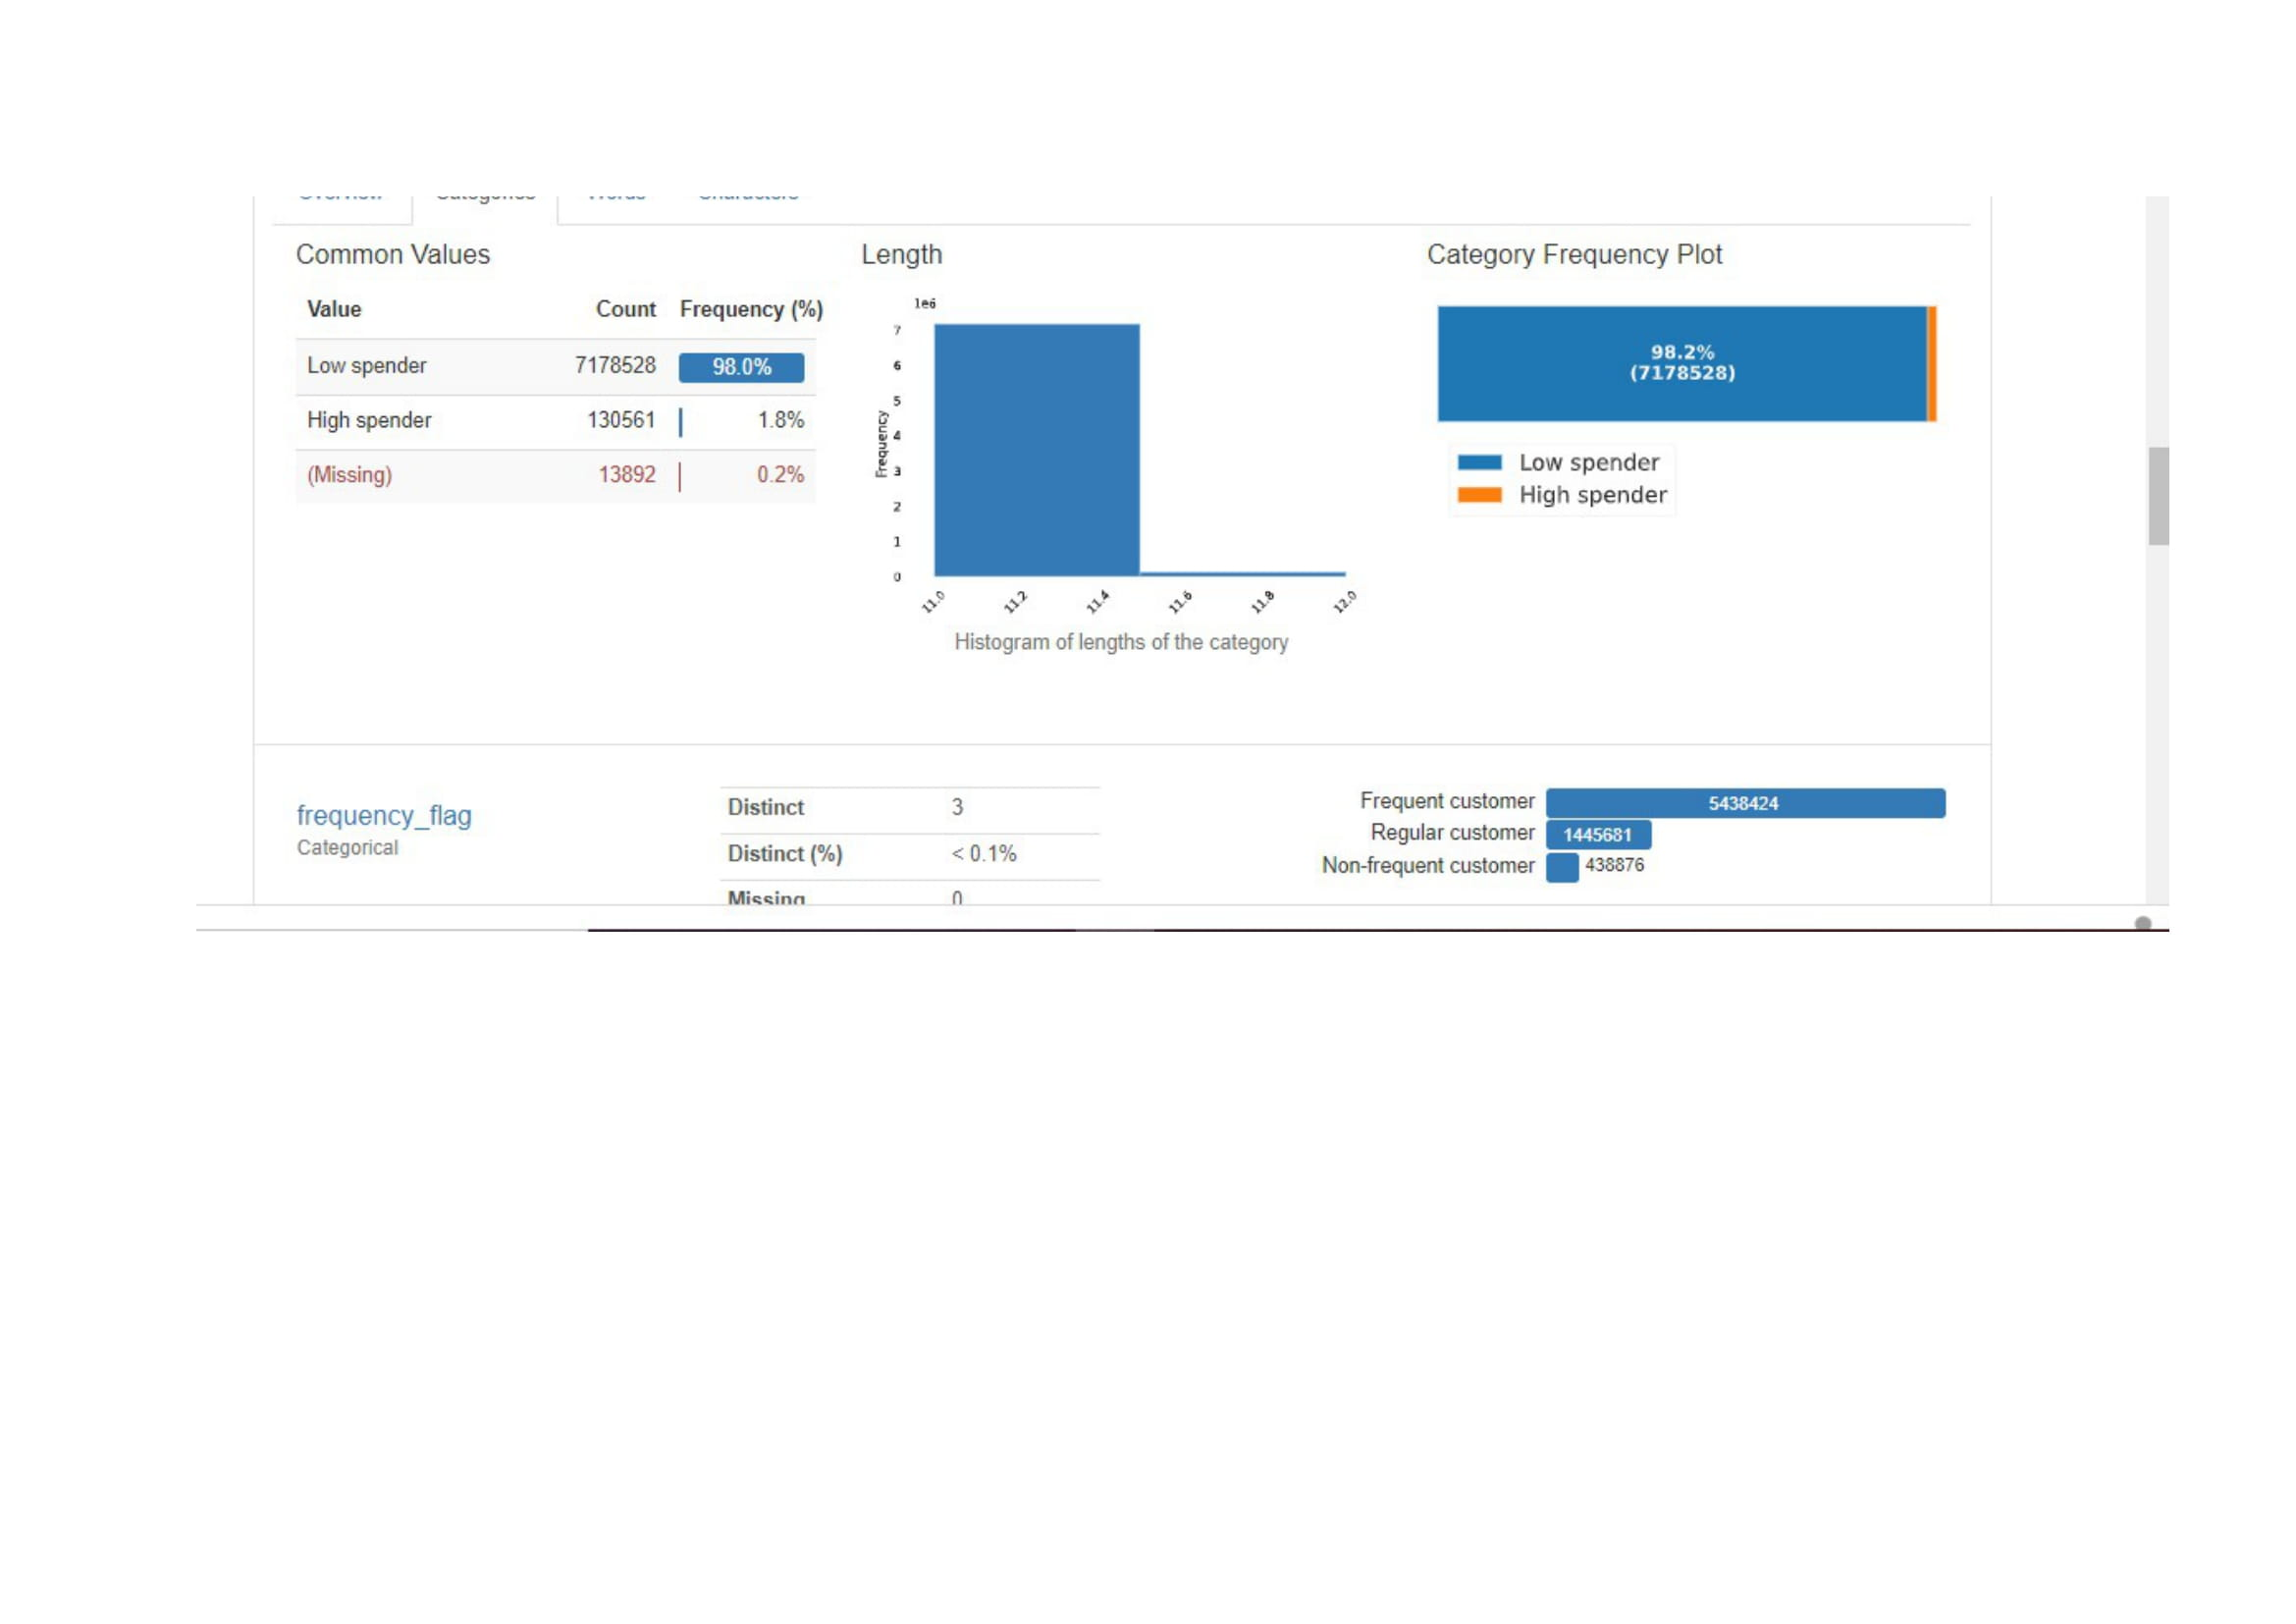 Overview Categories Words Characters
Common Values
Value Count Frequency (%)
Low spender 7178528 98.0%
High spender 130561 1.8%
(Missing) 13892 0.2%
Length
1e6
7
6
5
4
3
2
1
0
Frequency
11.0 11.2 11.4 11.6 11.8 12.0
Histogram of lengths of the category
Category Frequency Plot
98.2%
(7178528)
Low spender
High spender
frequency_flag
Categorical
Distinct 3
Distinct (%) < 0.1%
Missing 0
Frequent customer 5438424
Regular customer 1445681
Non-frequent customer 438876